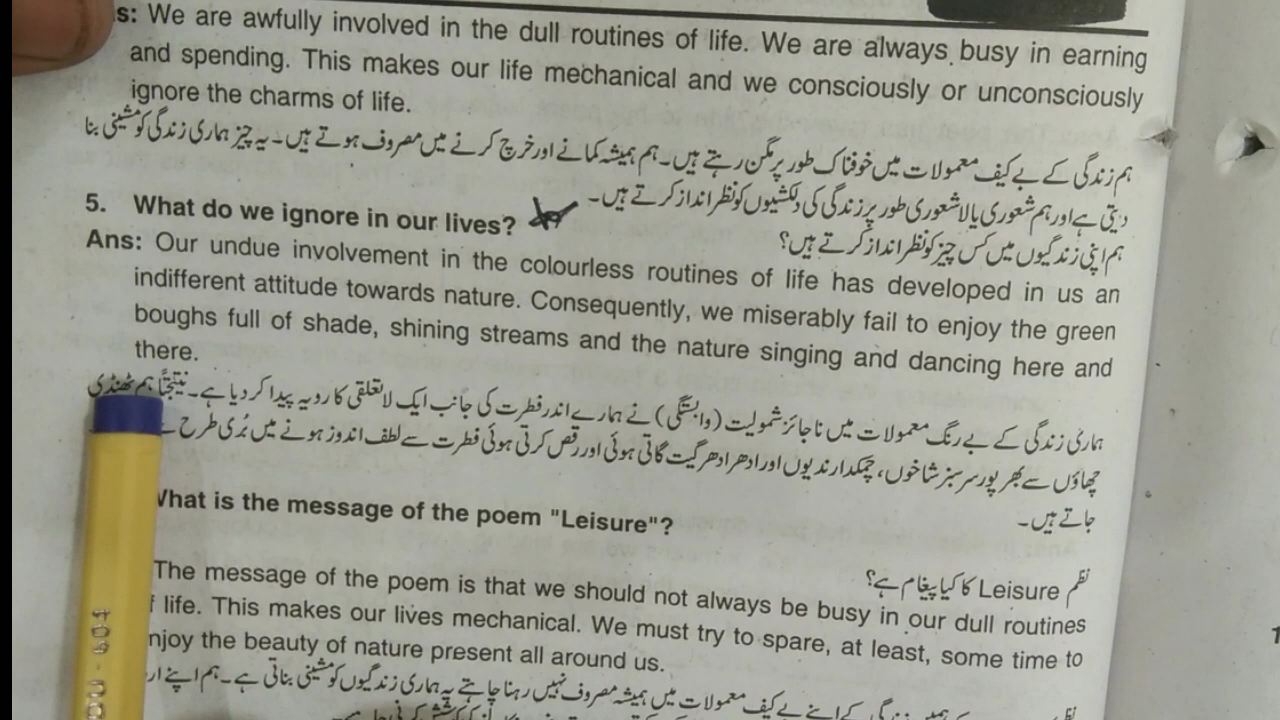 s: We are awfully involved in the dull routines of life. We are always busy in earning
and spending. This makes our life mechanical and we consciously or unconsciously
ignore the charms of life.
ہم زندگی کے بے کیف معمولات میں خوفناک طور پر مگن رہتے ہیں۔ ہم ہمیشہ کمانے اور خرچ کرنے میں مصروف ہوتے ہیں۔ یہ چیز ہماری زندگی کو مشینی بنا
دیتی ہے اور ہم شعوری یا لاشعوری طور پر زندگی کی دلکشیوں کو نظر انداز کرتے ہیں۔
5. What do we ignore in our lives?
ہم اپنی زندگیوں میں کس چیز کو نظر انداز کرتے ہیں؟
Ans: Our undue involvement in the colourless routines of life has developed in us an
indifferent attitude towards nature. Consequently, we miserably fail to enjoy the green
boughs full of shade, shining streams and the nature singing and dancing here and
there.
ہماری زندگی کے بے رنگ معمولات میں ناجائز شمولیت (وابستگی) نے ہمارے اندر فطرت کی جانب ایک لاتعلقی کا رویہ پیدا کر دیا ہے۔ نتیجتاً ہم ٹھنڈی
چھاؤں سے بھرپور سرسبز شاخوں، چمکدار ندیوں اور ادھر ادھر گیت گاتی ہوئی اور رقص کرتی ہوئی فطرت سے لطف اندوز ہونے میں بُری طرح
جاتے ہیں۔
What is the message of the poem "Leisure"?
نظم Leisure کا کیا پیغام ہے؟
The message of the poem is that we should not always be busy in our dull routines
f life. This makes our lives mechanical. We must try to spare, at least, some time to
njoy the beauty of nature present all around us.
زندگی کے اپنے بے کیف معمولات میں ہمیشہ مصروف نہیں رہنا چاہئے یہ ہماری زندگیوں کو مشینی بناتی ہے۔ ہم اپنے